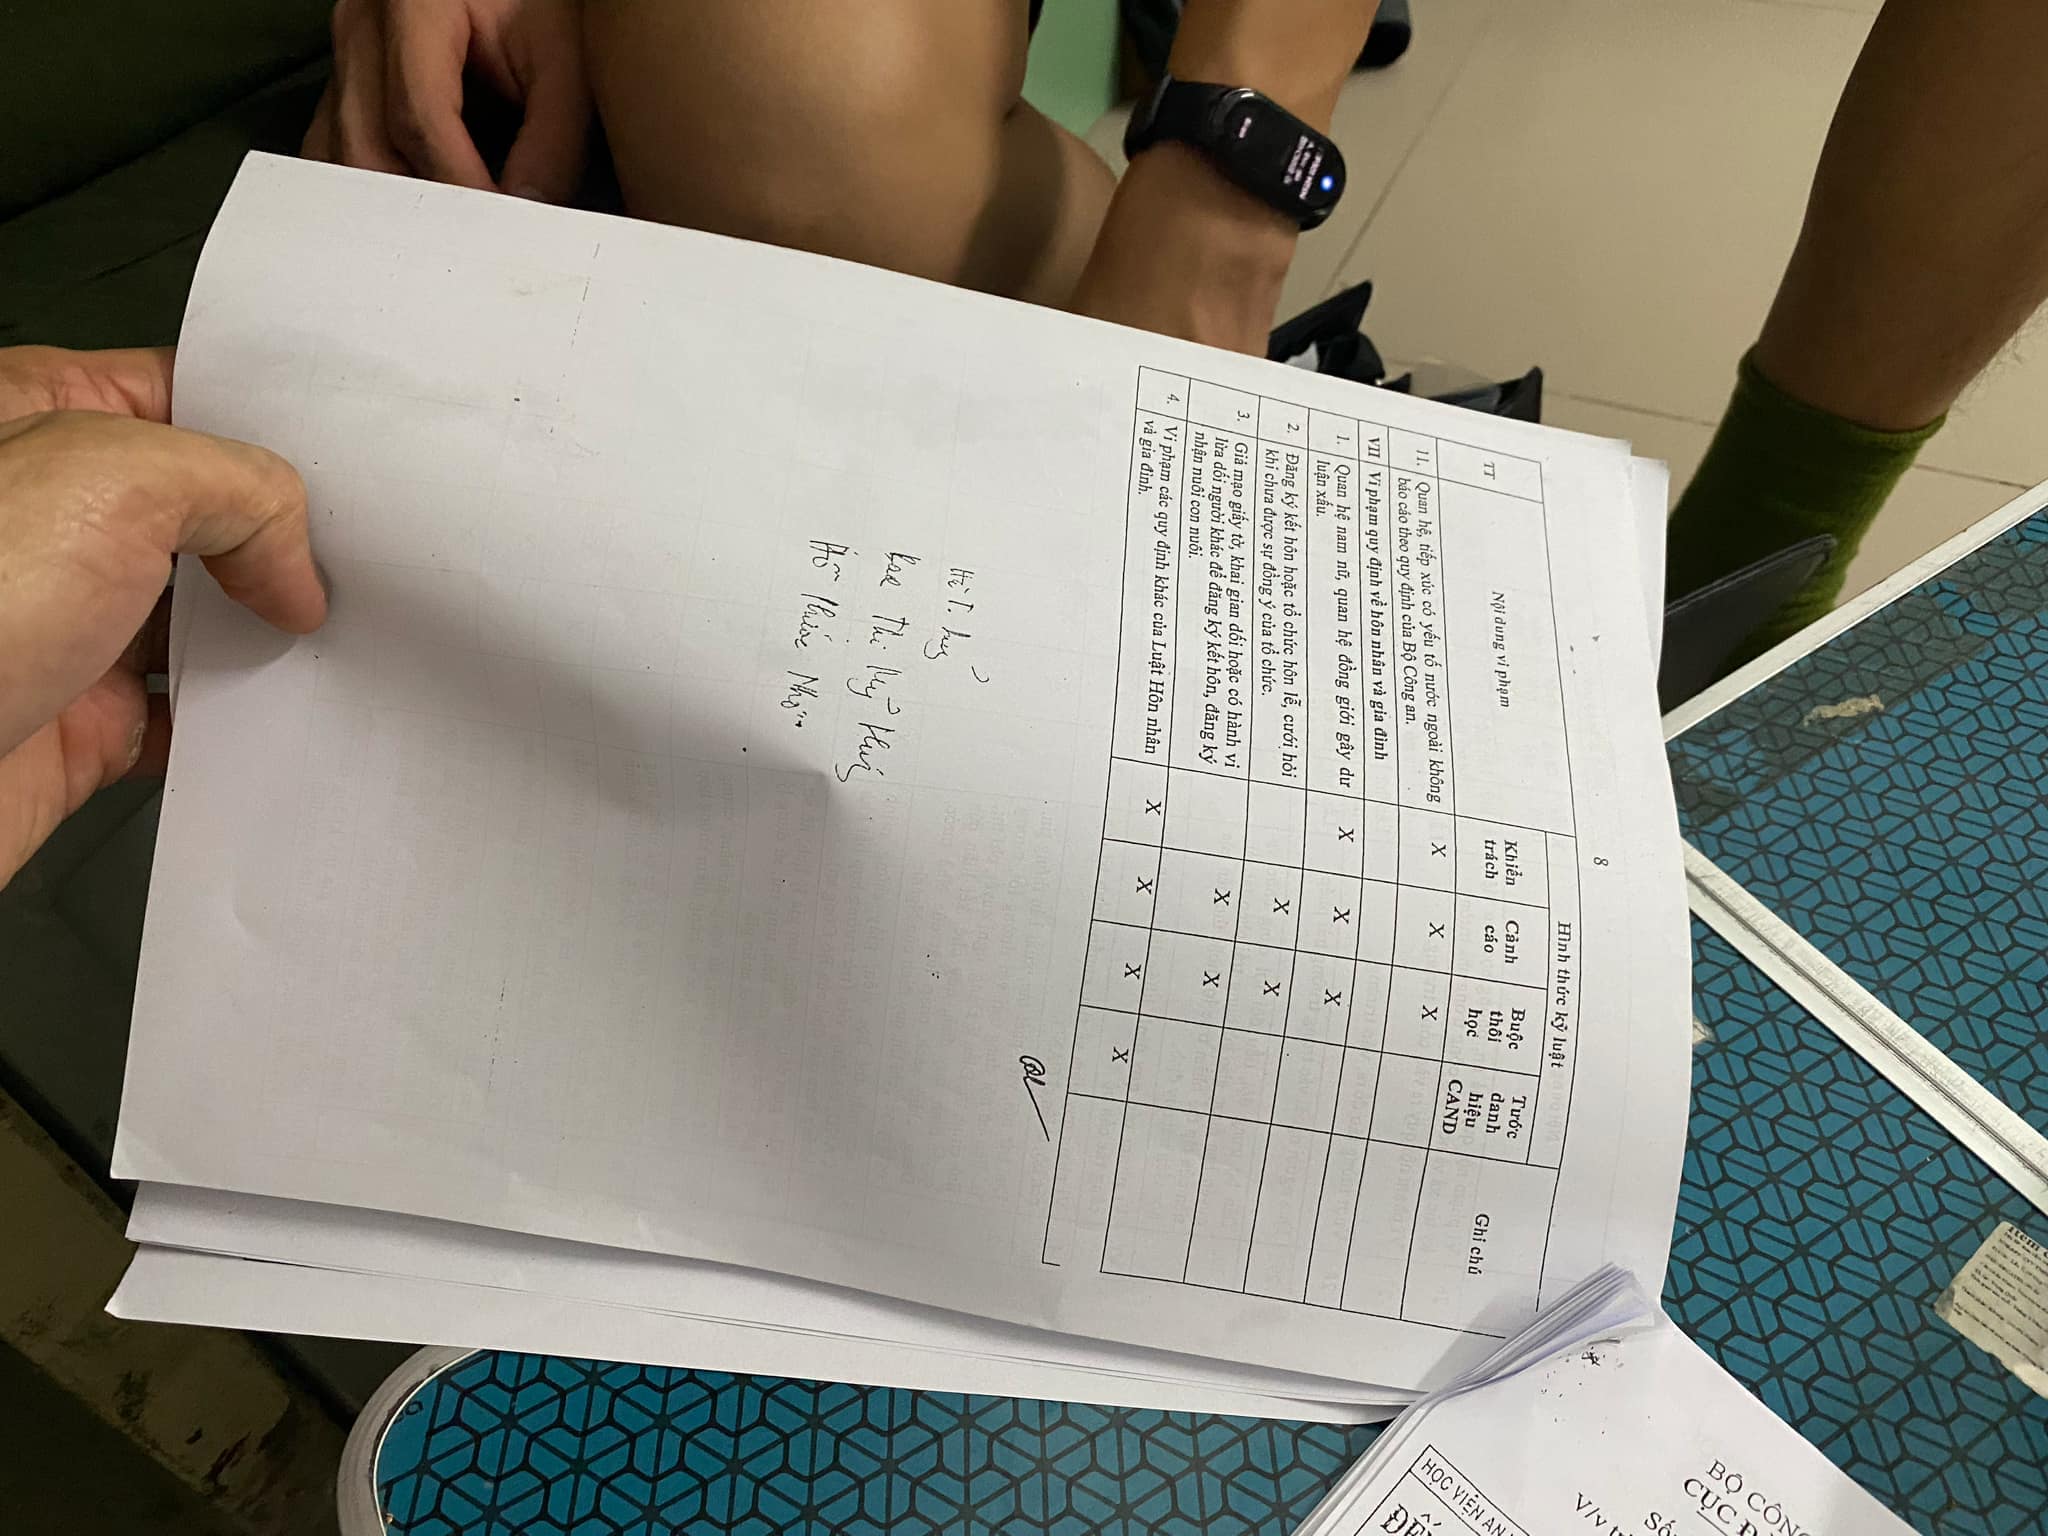 8
TT
Nội dung vi phạm
Hình thức kỷ luật
Khiển
trách
Cảnh
cáo
Buộc
thôi
học
Tước
danh
hiệu
CAND
Ghi chú
11. Quan hệ, tiếp xúc có yếu tố nước ngoài không
báo cáo theo quy định của Bộ Công an.
X X X
VII Vi phạm quy định về hôn nhân và gia đình
1. Quan hệ nam nữ, quan hệ đồng giới gây dư
luận xấu.
X X X
2. Đăng ký kết hôn hoặc tổ chức hôn lễ, cưới hỏi
khi chưa được sự đồng ý của tổ chức.
X X
3. Giả mạo giấy tờ, khai gian dối hoặc có hành vi
lừa dối người khác để đăng ký kết hôn, đăng ký
nhận nuôi con nuôi.
X X
4. Vi phạm các quy định khác của Luật Hôn nhân
và gia đình.
X X X X
Thị Mỹ
Hồ Phước
BỘ CÔNG
CỤC
Số
V/v
HỌC VIỆN AN
ĐẾN